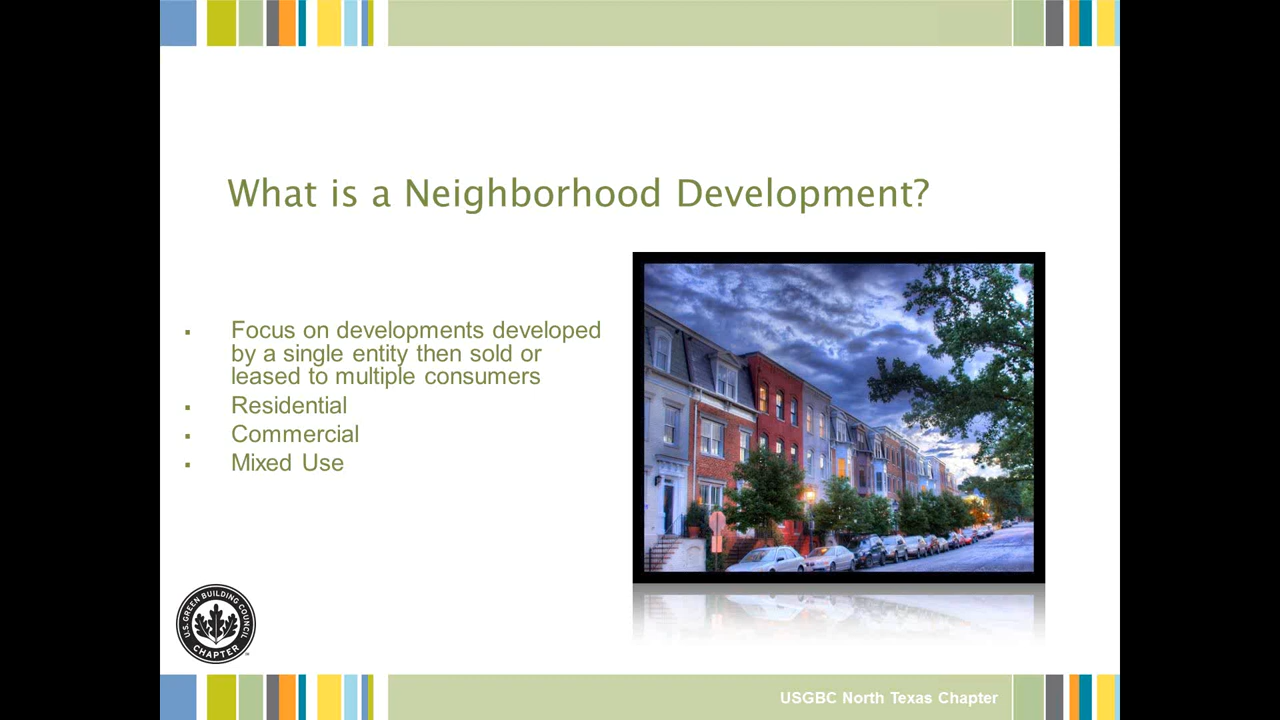 What is a Neighborhood Development?
▪ Focus on developments developed
by a single entity then sold or
leased to multiple consumers
▪ Residential
▪ Commercial
▪ Mixed Use
U.S. GREEN BUILDING COUNCIL
CHAPTER
USGBC North Texas Chapter